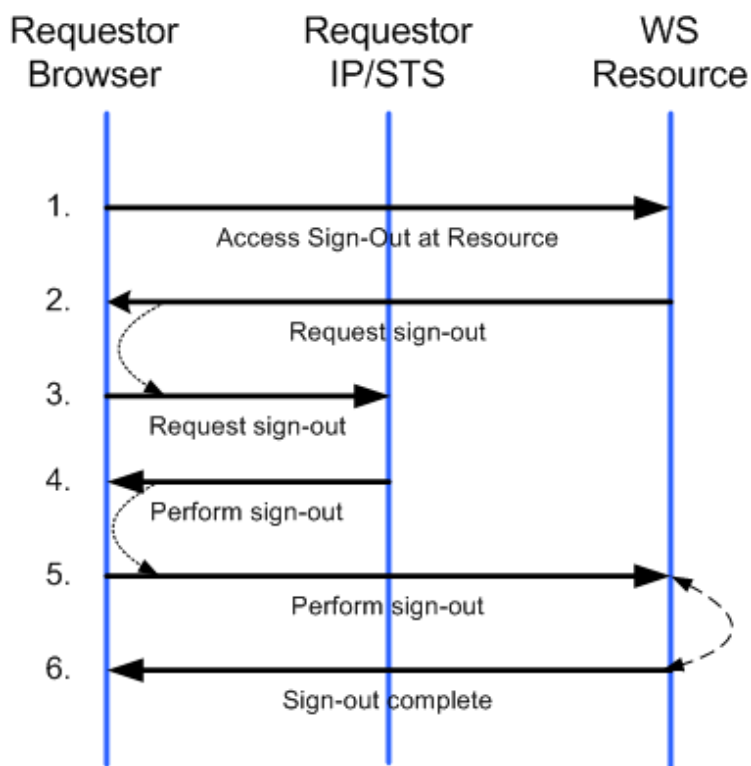 Requestor
Browser
Requestor
IP/STS
WS
Resource
1.
Access Sign-Out at Resource
2.
Request sign-out
3.
Request sign-out
4.
Perform sign-out
5.
Perform sign-out
6.
Sign-out complete